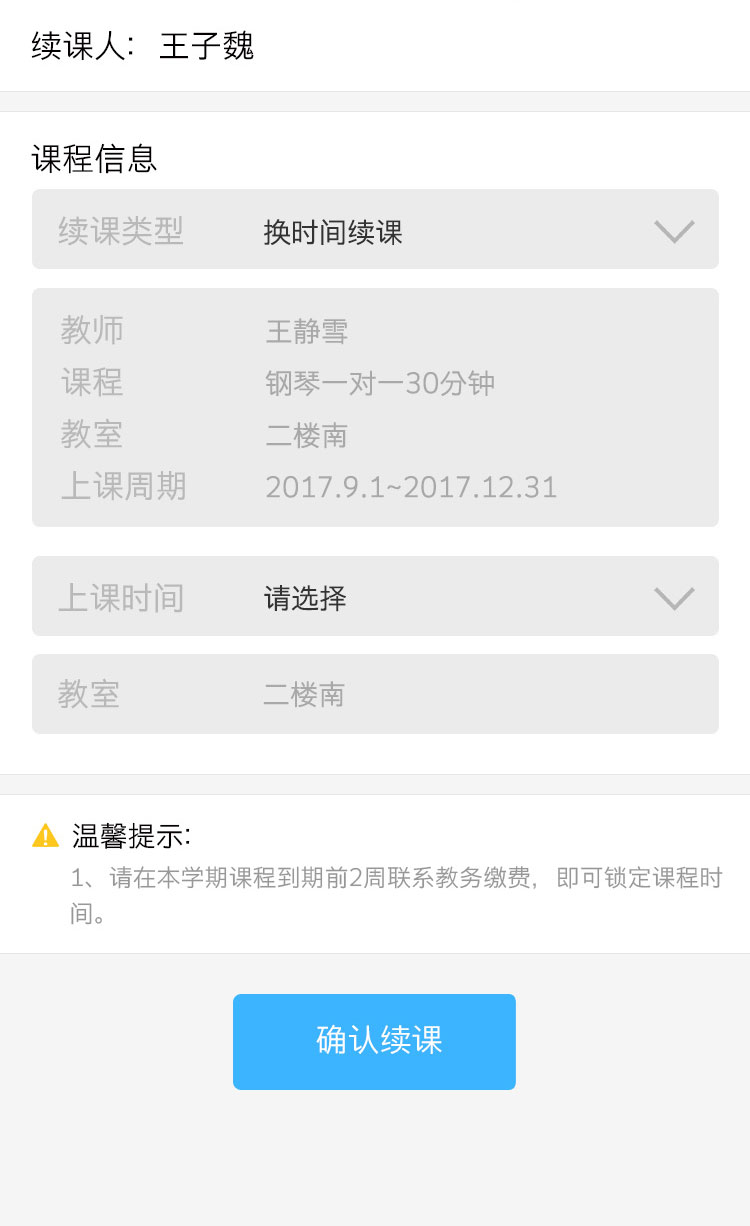 续课人：王子魏
课程信息
续课类型 换时间续课
教师 王静雪
课程 钢琴一对一30分钟
教室 二楼南
上课周期 2017.9.1~2017.12.31
上课时间 请选择
教室 二楼南
温馨提示:
1、请在本学期课程到期前2周联系教务缴费，即可锁定课程时
间。
确认续课